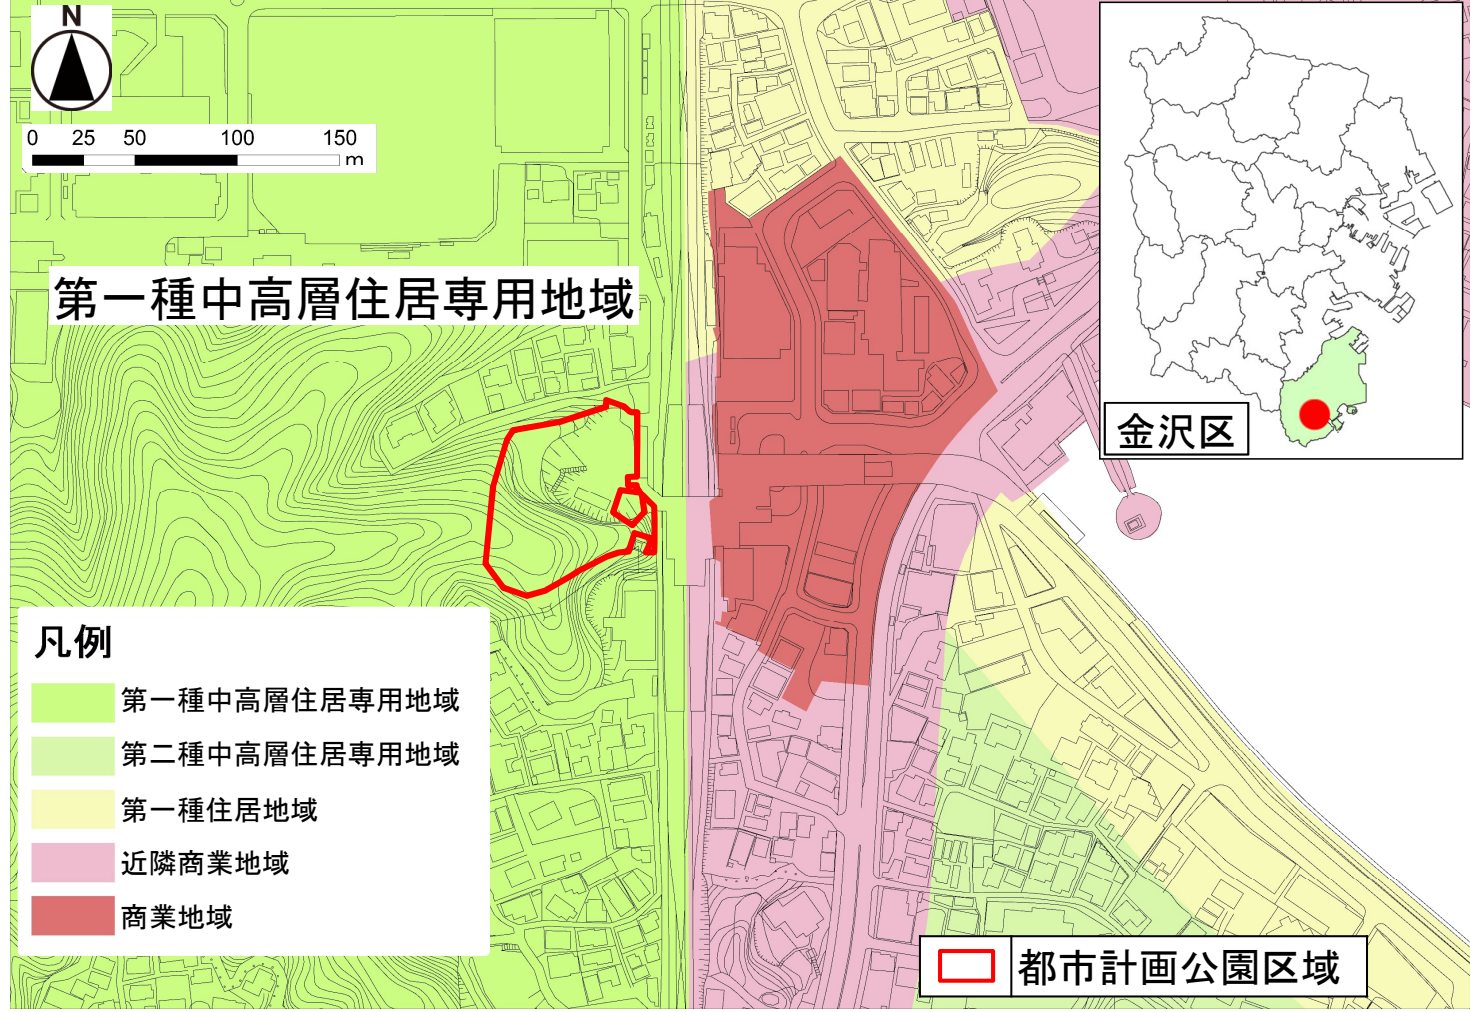 N
0 25 50 100 150
m
第一種中高層住居専用地域
金沢区
凡例
第一種中高層住居専用地域
第二種中高層住居専用地域
第一種住居地域
近隣商業地域
商業地域
都市計画公園区域